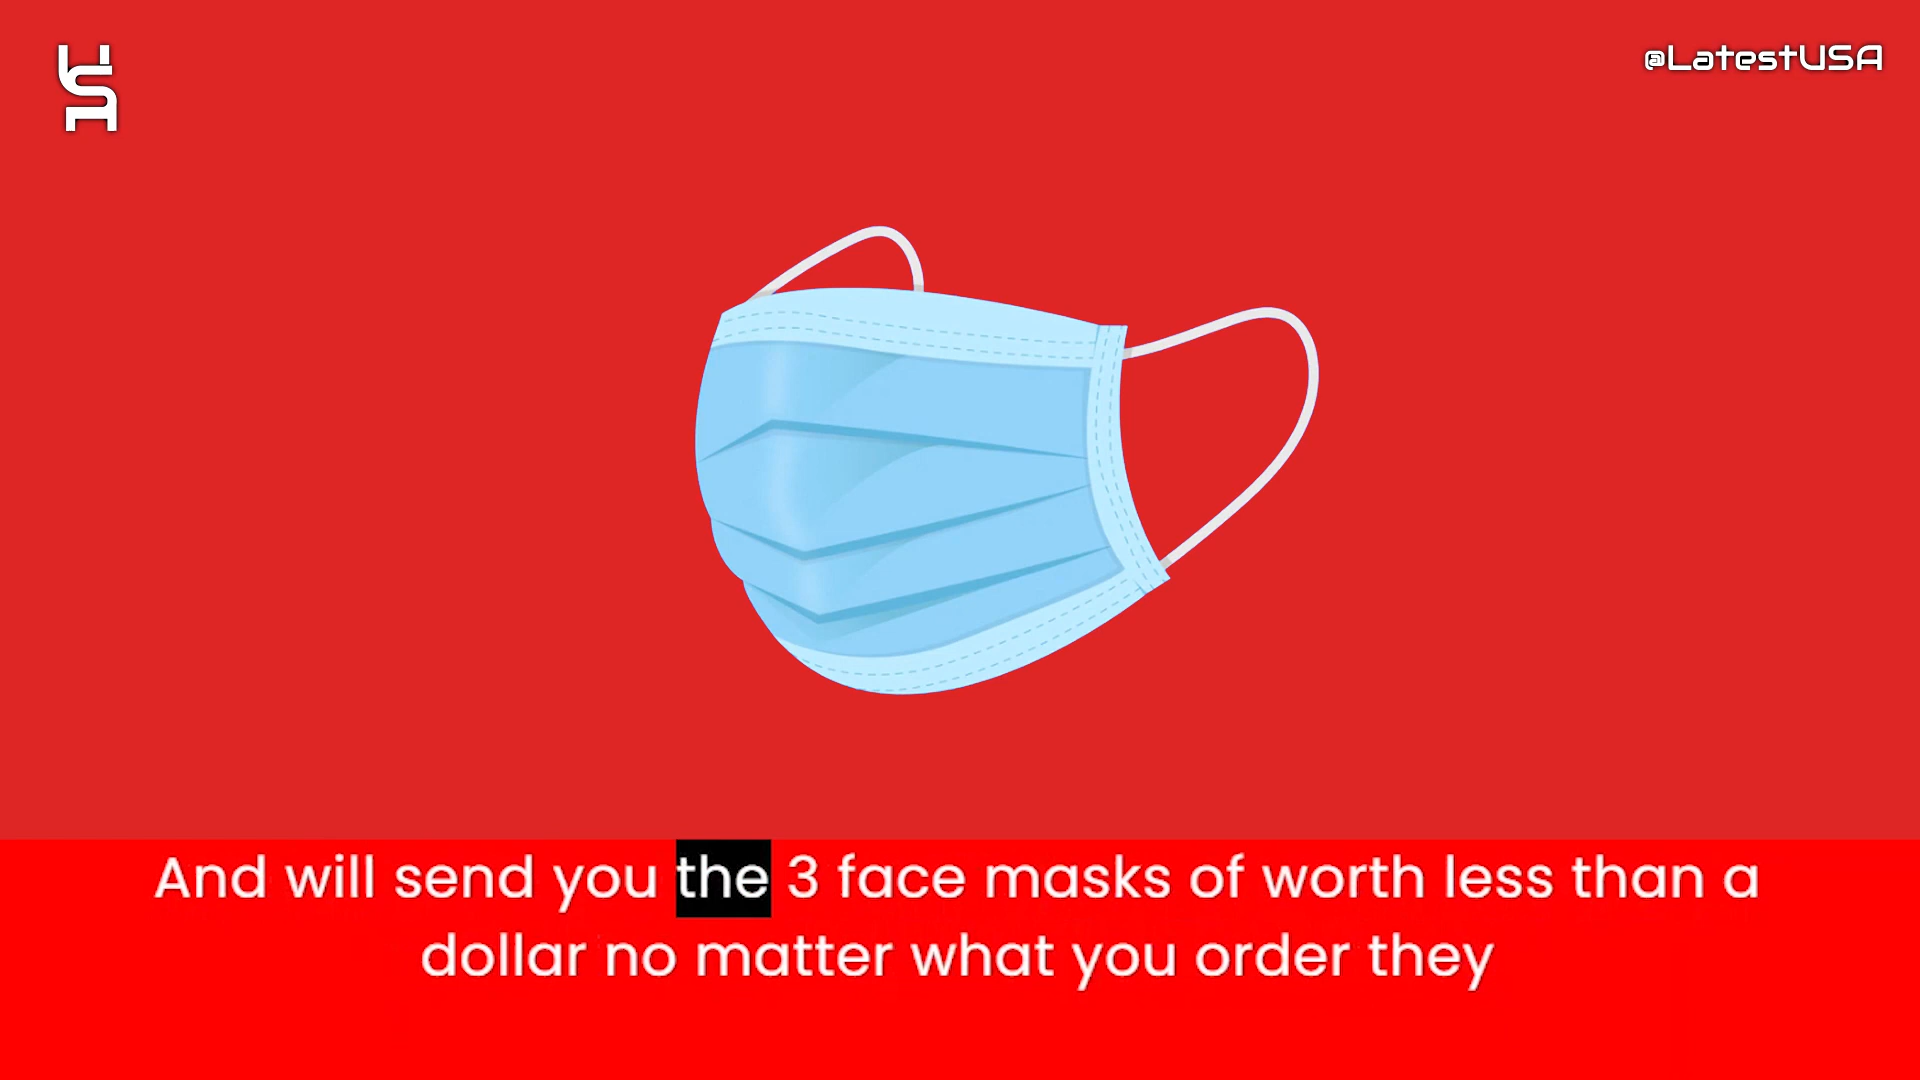 USA
@LatestUSA
And will send you the 3 face masks of worth less than a
dollar no matter what you order they